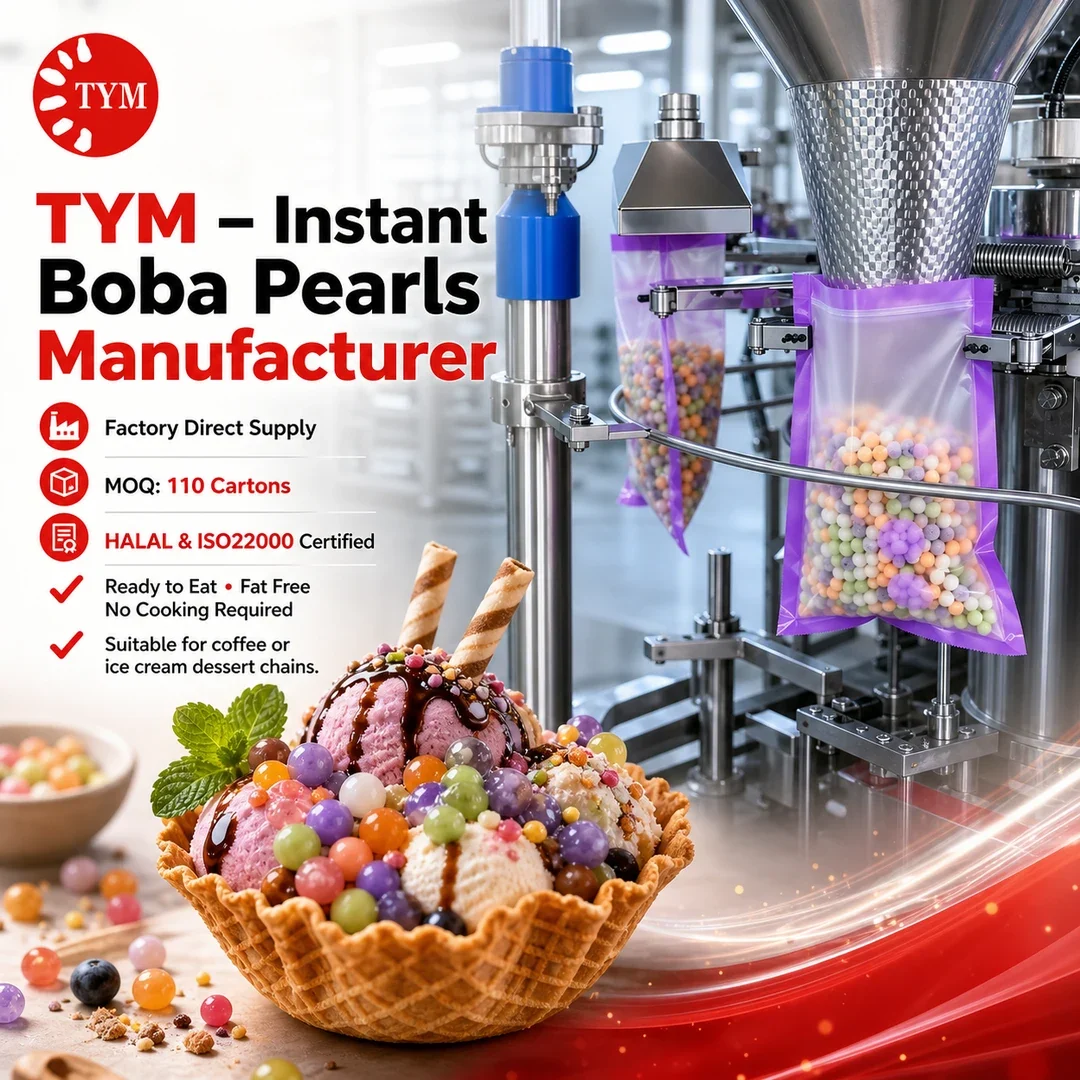 TYM
TYM – Instant
Boba Pearls
Manufacturer
Factory Direct Supply
MOQ: 110 Cartons
HALAL & ISO22000 Certified
Ready to Eat • Fat Free
No Cooking Required
Suitable for coffee or
ice cream dessert chains.